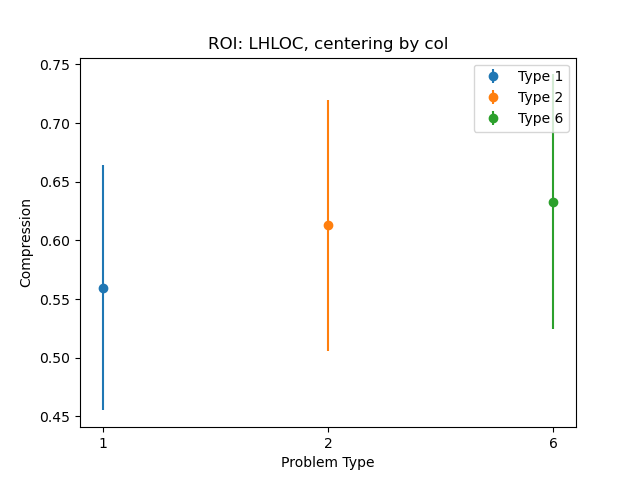 ROI: LHLOC, centering by col
Type 1
Type 2
Type 6
0.75
0.70
0.65
0.60
0.55
0.50
0.45
Compression
1 2 6
Problem Type